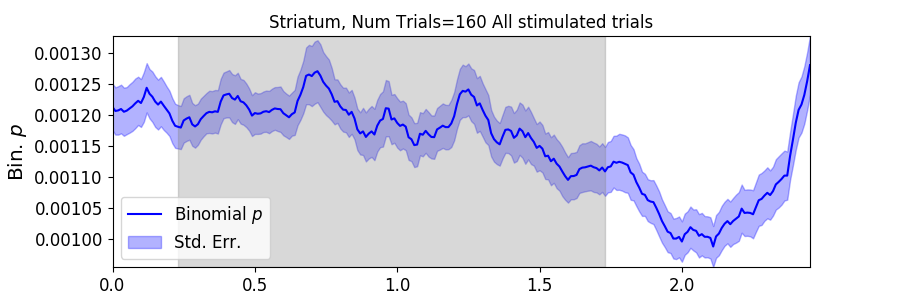 Striatum, Num Trials=160 All stimulated trials
Bin. p
0.00130
0.00125
0.00120
0.00115
0.00110
0.00105
0.00100
Binomial p
Std. Err.
0.0 0.5 1.0 1.5 2.0